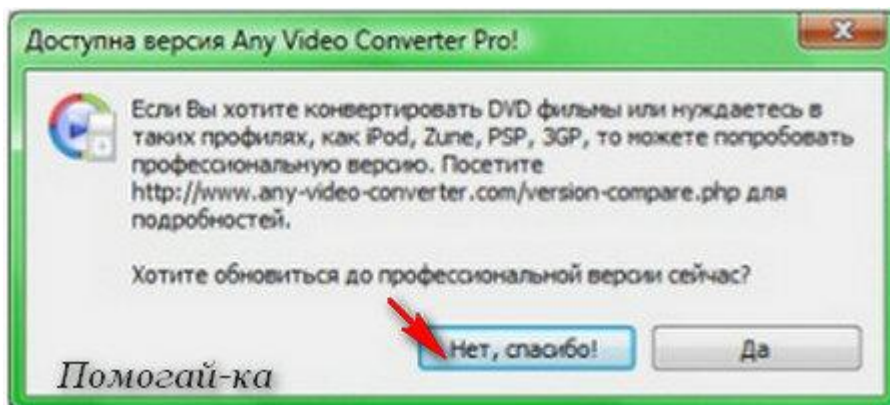 Доступна версия Any Video Converter Pro!
Если Вы хотите конвертировать DVD фильмы или нуждаетесь в
таких профилях, как iPod, Zune, PSP, 3GP, то можете попробовать
профессиональную версию. Посетите
http://www.any-video-converter.com/version-compare.php для
подробностей.
Хотите обновиться до профессиональной версии сейчас?
Нет, спасибо! Да
Помогай-ка